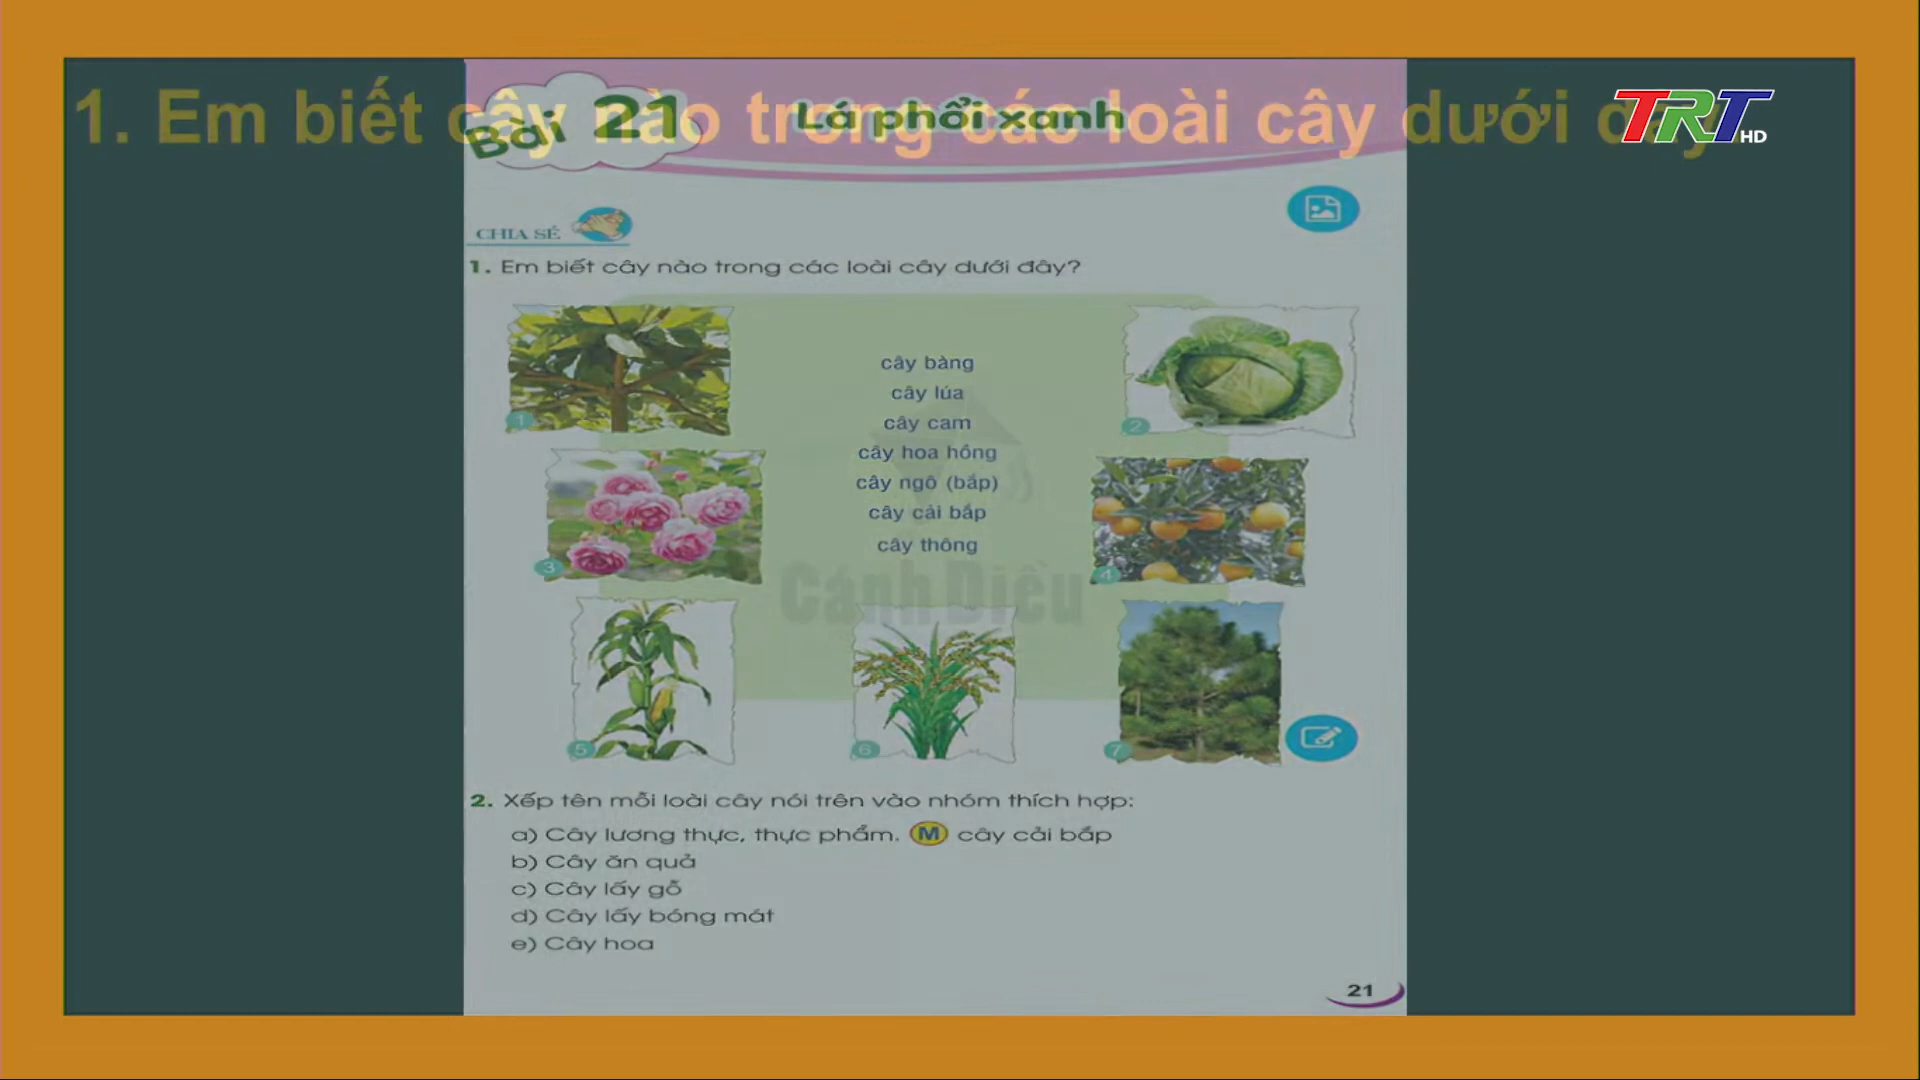 1. Em biết cây nào trong các loài cây dưới đây
TRT HD
Bài 21
Lá phổi xanh
CHIA SẺ
1. Em biết cây nào trong các loài cây dưới đây?
cây bàng
cây lúa
cây cam
cây hoa hồng
cây ngô (bắp)
cây cải bắp
cây thông
Cánh Diều
1
2
3
4
5
6
7
2. Xếp tên mỗi loài cây nói trên vào nhóm thích hợp:
a) Cây lương thực, thực phẩm. M cây cải bắp
b) Cây ăn quả
c) Cây lấy gỗ
d) Cây lấy bóng mát
e) Cây hoa
21